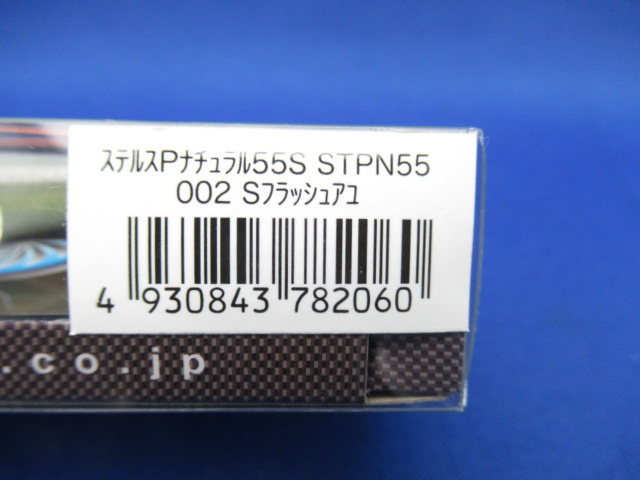 ｽﾃﾙｽPﾅﾁｭﾗﾙ55S STPN55
002 Sﾌﾗｯｼｭｱﾕ
4 930843 782060
.co.jp